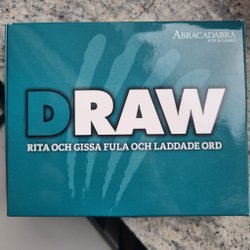 ABRACADABRA
FUN & GAMES
DRAW
RITA OCH GISSA FULA OCH LADDADE ORD